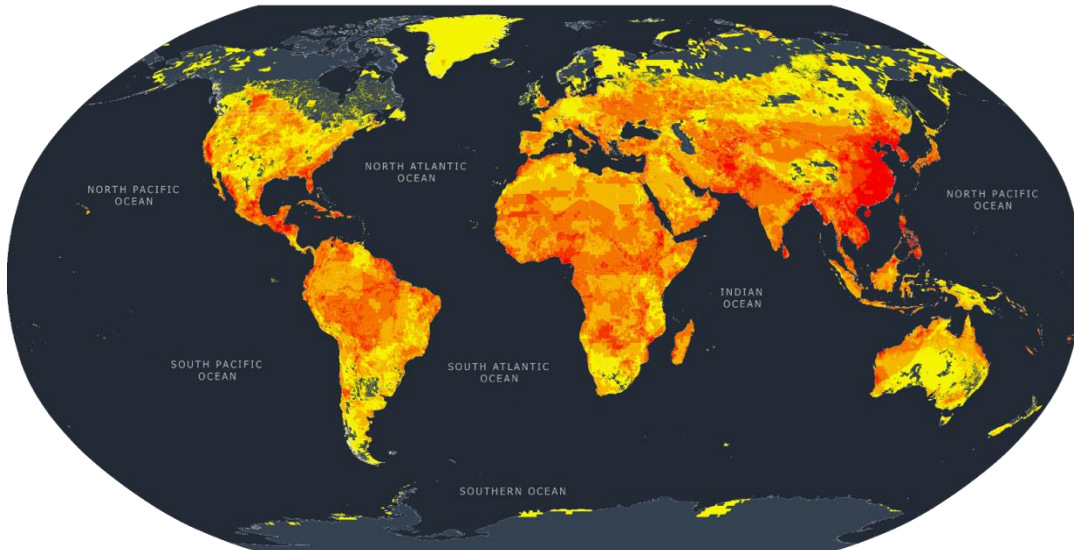 NORTH ATLANTIC
OCEAN
NORTH PACIFIC
OCEAN
NORTH PACIFIC
OCEAN
INDIAN
OCEAN
SOUTH PACIFIC
OCEAN
SOUTH ATLANTIC
OCEAN
SOUTHERN OCEAN